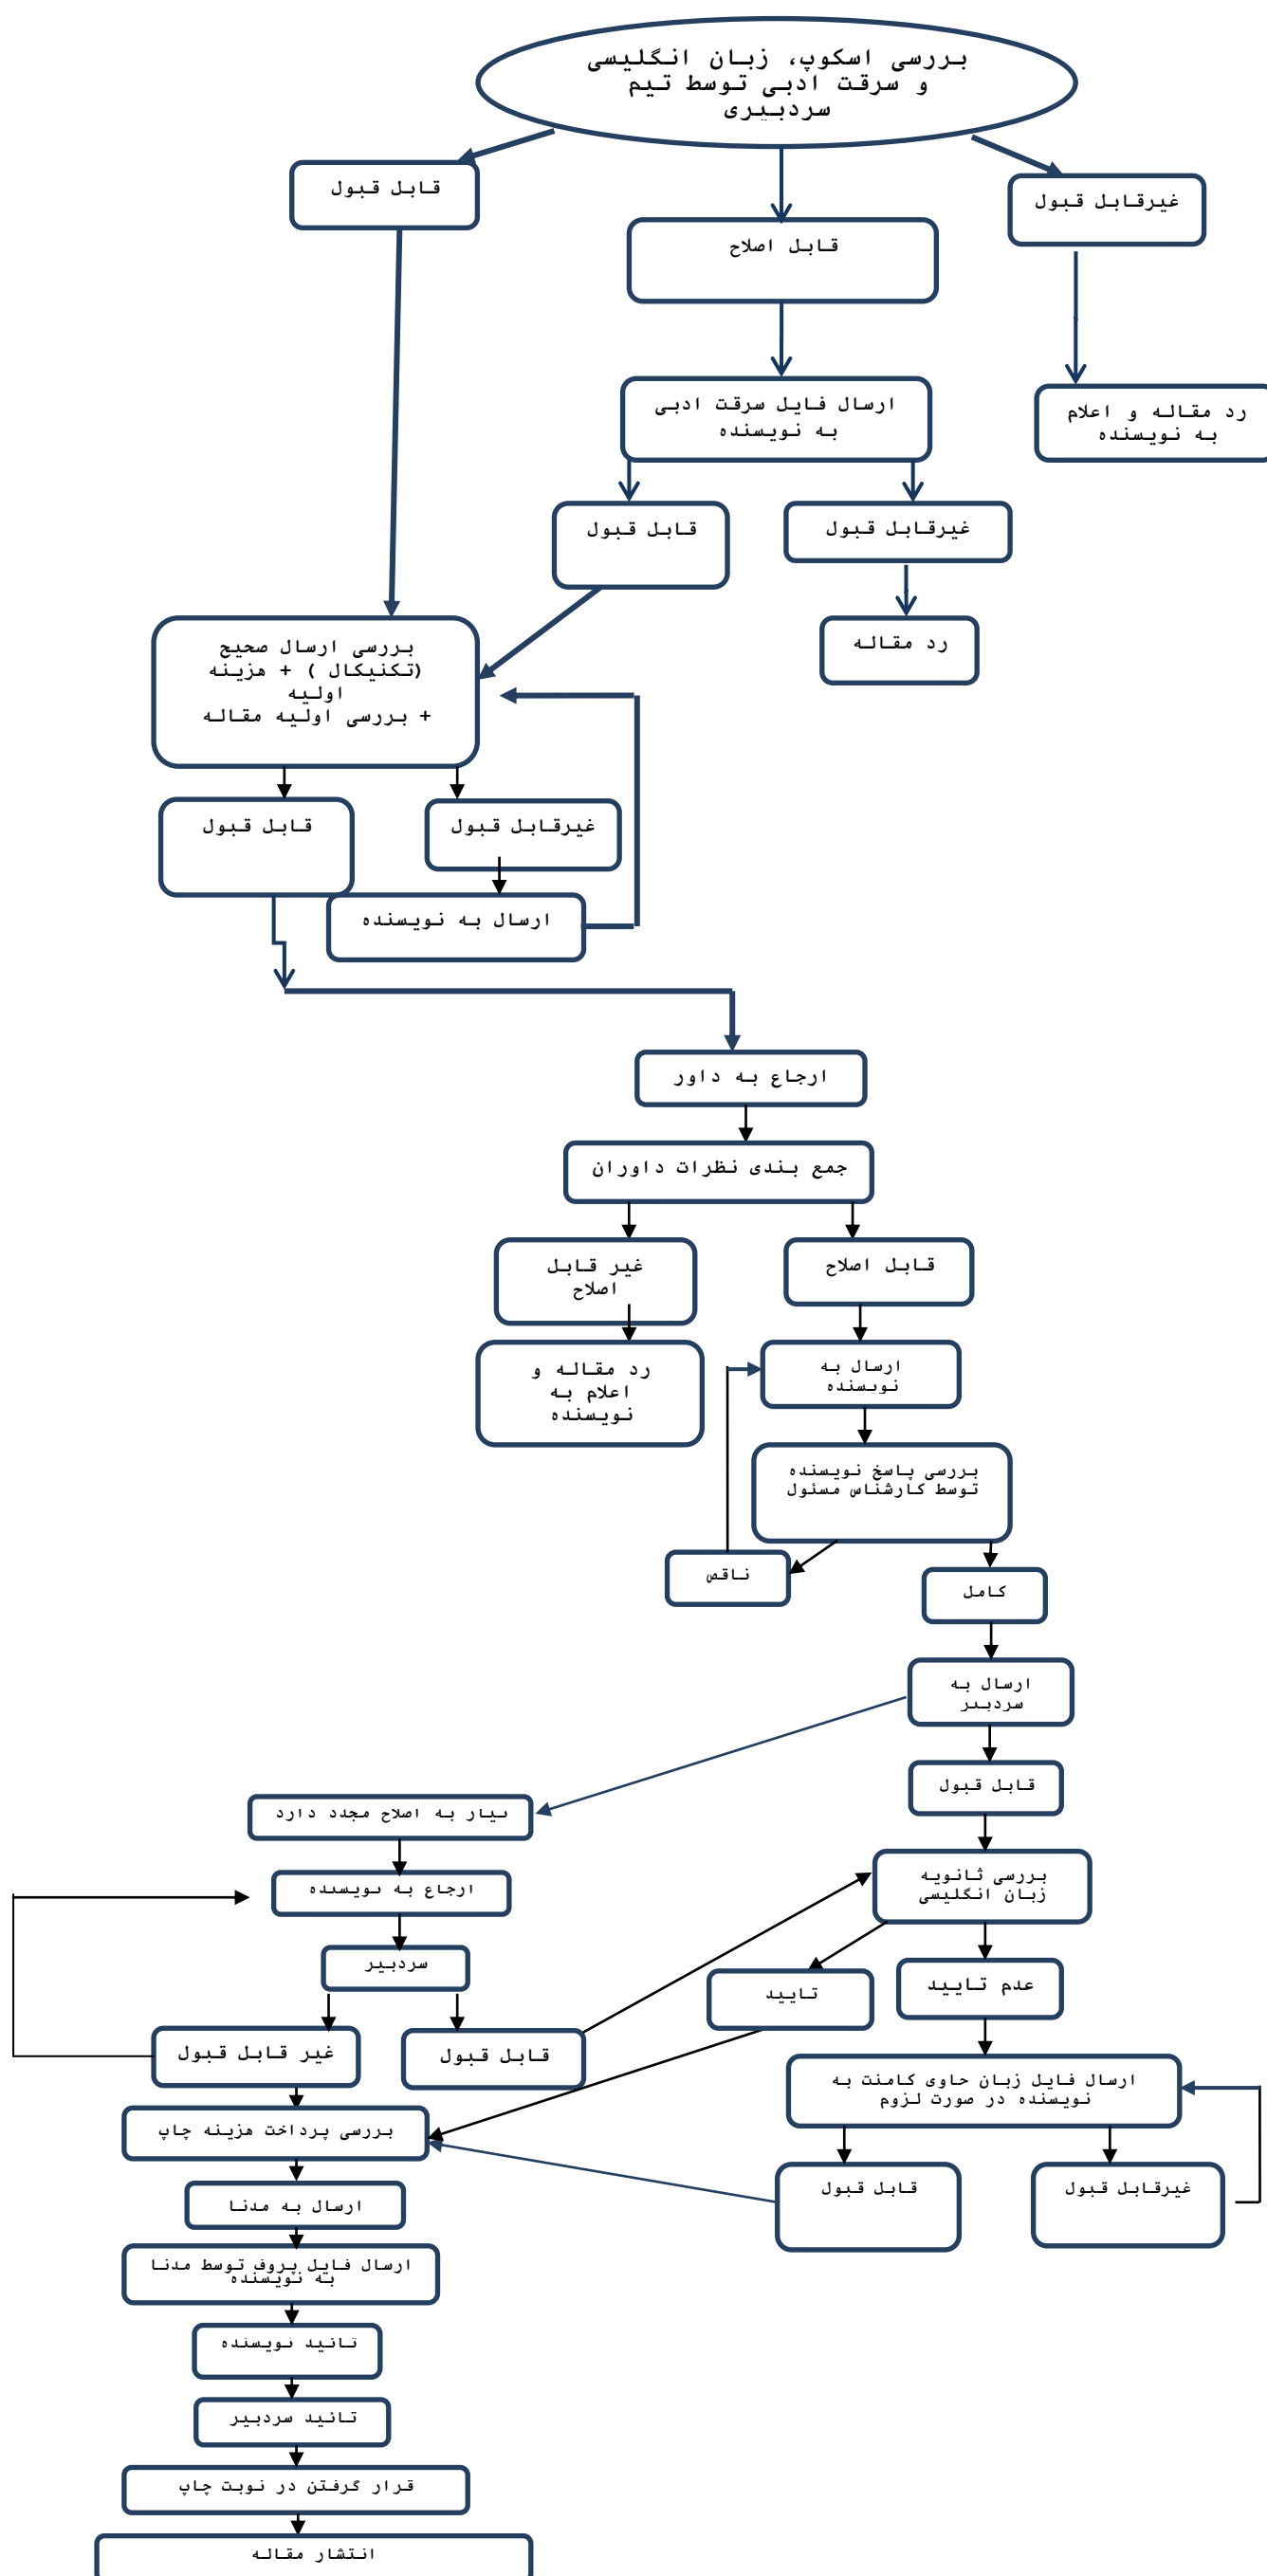 بررسی اسکوپ، زبان انگلیسی
و سرقت ادبی توسط تیم
سردبیری
قابل قبول
غیرقابل قبول
قابل اصلاح
ارسال فایل سرقت ادبی
به نویسنده
رد مقاله و اعلام
به نویسنده
قابل قبول
غیرقابل قبول
رد مقاله
بررسی ارسال صحیح
(تکنیکال ) + هزینه
اولیه
+ بررسی اولیه مقاله
قابل قبول
غیرقابل قبول
ارسال به نویسنده
ارجاع به داور
جمع بندی نظرات داوران
غیر قابل
اصلاح
قابل اصلاح
رد مقاله و
اعلام به
نویسنده
ارسال به
نویسنده
بررسی پاسخ نویسنده
توسط کارشناس مسئول
ناقص
کامل
ارسال به
سردبیر
قابل قبول
نیاز به اصلاح مجدد دارد
ارجاع به نویسنده
بررسی ثانویه
زبان انگلیسی
سردبیر
تایید
عدم تایید
غیر قابل قبول
قابل قبول
ارسال فایل زبان حاوی کامنت به
نویسنده در صورت لزوم
بررسی پرداخت هزینه چاپ
قابل قبول
غیرقابل قبول
ارسال به مدنا
ارسال فایل پروف توسط مدنا
به نویسنده
تائید نویسنده
تائید سردبیر
قرار گرفتن در نوبت چاپ
انتشار مقاله